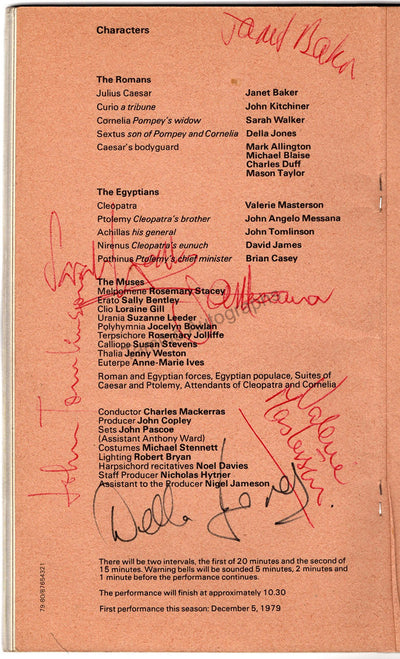 Janet Baker
Characters
The Romans
Julius Caesar Janet Baker
Curio a tribune John Kitchiner
Cornelia Pompey's widow Sarah Walker
Sextus son of Pompey and Cornelia Della Jones
Caesar's bodyguard Mark Allington
Michael Blaise
Charles Duff
Mason Taylor
The Egyptians
Cleopatra Valerie Masterson
Ptolemy Cleopatra's brother John Angelo Messana
Achillas his general John Tomlinson
Nirenus Cleopatra's eunuch David James
Pothinus Ptolemy's chief minister Brian Casey
The Muses
Melpomene Rosemary Stacey
Erato Sally Bentley
Clio Loraine Gill
Urania Suzanne Leeder
Polyhymnia Jocelyn Bowlan
Terpsichore Rosemary Jolliffe
Calliope Susan Stevens
Thalia Jenny Weston
Euterpe Anne-Marie Ives
Roman and Egyptian forces, Egyptian populace, Suites of
Caesar and Ptolemy, Attendants of Cleopatra and Cornelia
John Tomlinson
Valerie
Masterson
Conductor Charles Mackerras
Producer John Copley
Sets John Pascoe
(Assistant Anthony Ward)
Costumes Michael Stennett
Lighting Robert Bryan
Harpsichord recitatives Noel Davies
Staff Producer Nicholas Hytner
Assistant to the Producer Nigel Jameson
Della Jones
There will be two intervals, the first of 20 minutes and the second of
15 minutes. Warning bells will be sounded 5 minutes, 2 minutes and
1 minute before the performance continues.
The performance will finish at approximately 10.30
First performance this season: December 5, 1979